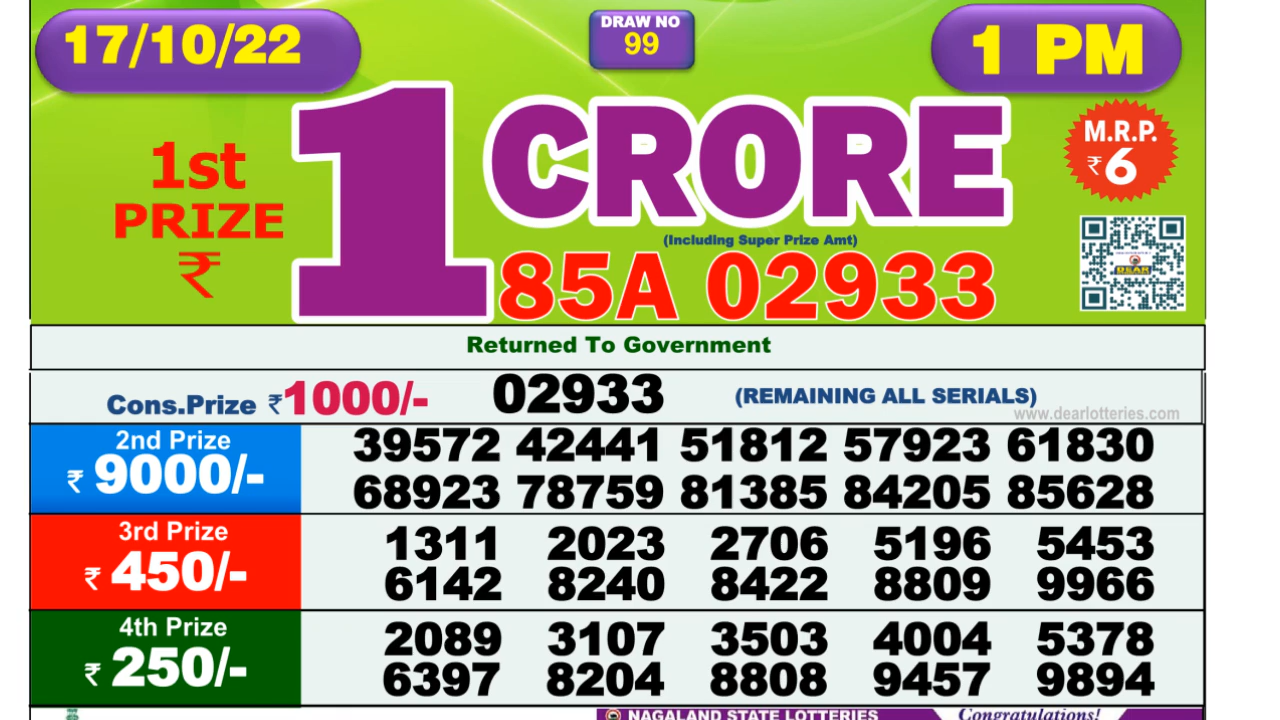 17/10/22
DRAW NO
99
1 PM
1st
PRIZE
₹
1 CRORE
(Including Super Prize Amt)
85A 02933
M.R.P.
₹6
DEAR
Returned To Government
Cons.Prize ₹1000/- 02933 (REMAINING ALL SERIALS)
www.dearlotteries.com
2nd Prize
₹ 9000/-
39572 42441 51812 57923 61830
68923 78759 81385 84205 85628
3rd Prize
₹ 450/-
1311 2023 2706 5196 5453
6142 8240 8422 8809 9966
4th Prize
₹ 250/-
2089 3107 3503 4004 5378
6397 8204 8808 9457 9894
NAGALAND STATE LOTTERIES
Congratulations!